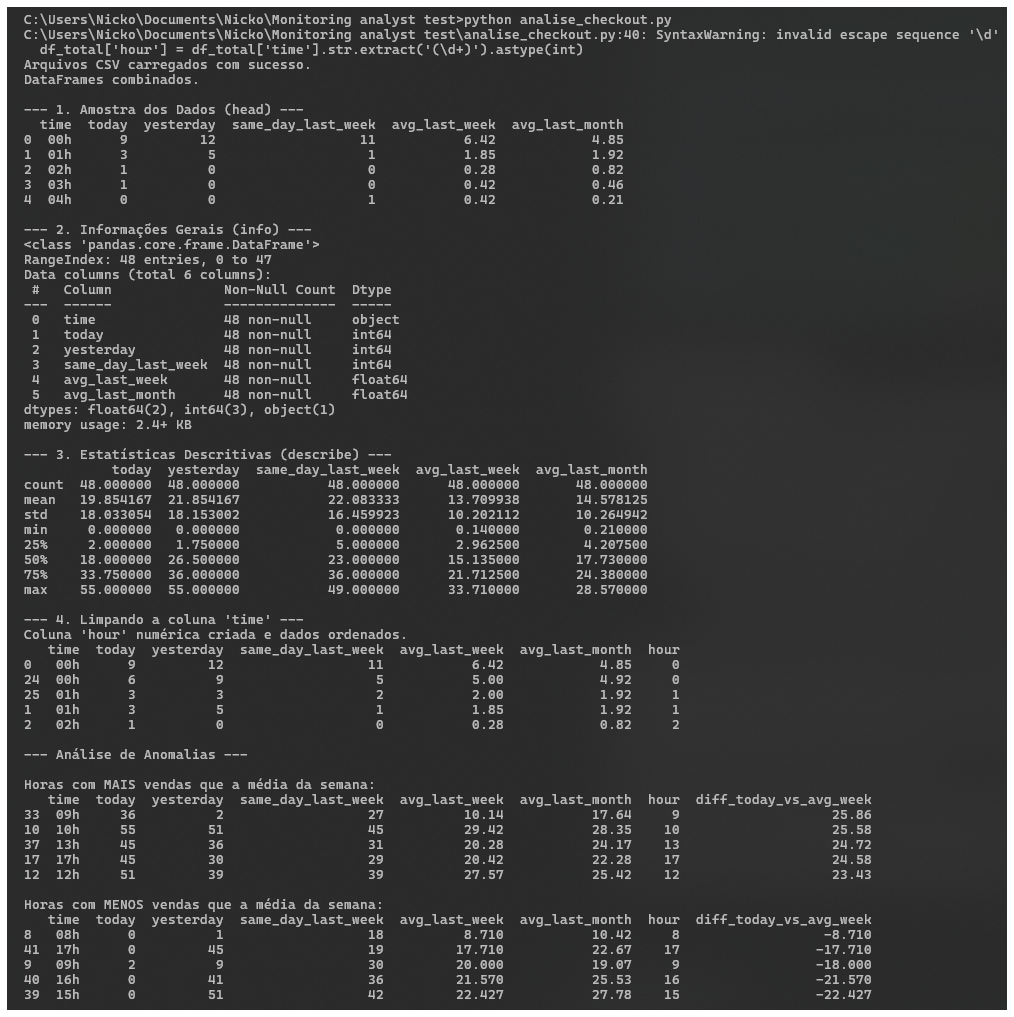 C:\Users\Nicko\Documents\Nicko\Monitoring analyst test>python analise_checkout.py
C:\Users\Nicko\Documents\Nicko\Monitoring analyst test\analise_checkout.py:40: SyntaxWarning: invalid escape sequence '\d'
  df_total['hour'] = df_total['time'].str.extract('(\d+)').astype(int)
Arquivos CSV carregados com sucesso.
DataFrames combinados.

--- 1. Amostra dos Dados (head) ---
  time  today  yesterday  same_day_last_week  avg_last_week  avg_last_month
0  00h      9         12                  11           6.42            4.85
1  01h      3          5                   1           1.85            1.92
2  02h      1          0                   0           0.28            0.82
3  03h      1          0                   0           0.42            0.46
4  04h      0          0                   1           0.42            0.21

--- 2. Informações Gerais (info) ---
<class 'pandas.core.frame.DataFrame'>
RangeIndex: 48 entries, 0 to 47
Data columns (total 6 columns):
 #   Column              Non-Null Count  Dtype
---  ------              --------------  -----
 0   time                48 non-null     object
 1   today               48 non-null     int64
 2   yesterday           48 non-null     int64
 3   same_day_last_week  48 non-null     int64
 4   avg_last_week       48 non-null     float64
 5   avg_last_month      48 non-null     float64
dtypes: float64(2), int64(3), object(1)
memory usage: 2.4+ KB

--- 3. Estatísticas Descritivas (describe) ---
           today  yesterday  same_day_last_week  avg_last_week  avg_last_month
count  48.000000  48.000000           48.000000      48.000000       48.000000
mean   19.854167  21.854167           22.083333      13.709938       14.578125
std    18.033054  18.153002           16.459923      10.202112       10.264942
min     0.000000   0.000000            0.000000       0.140000        0.210000
25%     2.000000   1.750000            5.000000       2.962500        4.207500
50%    18.000000  26.500000           23.000000      15.135000       17.730000
75%    33.750000  36.000000           36.000000      21.712500       24.380000
max    55.000000  55.000000           49.000000      33.710000       28.570000

--- 4. Limpando a coluna 'time' ---
Coluna 'hour' numérica criada e dados ordenados.
   time  today  yesterday  same_day_last_week  avg_last_week  avg_last_month  hour
0   00h      9         12                  11           6.42            4.85     0
24  00h      6          9                   5           5.00            4.92     0
25  01h      3          3                   2           2.00            1.92     1
1   01h      3          5                   1           1.85            1.92     1
2   02h      1          0                   0           0.28            0.82     2

--- Análise de Anomalias ---

Horas com MAIS vendas que a média da semana:
   time  today  yesterday  same_day_last_week  avg_last_week  avg_last_month  hour  diff_today_vs_avg_week
33  09h     36          2                  27          10.14           17.64     9                   25.86
10  10h     55         51                  45          29.42           28.35    10                   25.58
37  13h     45         36                  31          20.28           24.17    13                   24.72
17  17h     45         30                  29          20.42           22.28    17                   24.58
12  12h     51         39                  39          27.57           25.42    12                   23.43

Horas com MENOS vendas que a média da semana:
   time  today  yesterday  same_day_last_week  avg_last_week  avg_last_month  hour  diff_today_vs_avg_week
8   08h      0          1                  18          8.710           10.42     8                  -8.710
41  17h      0         45                  19         17.710           22.67    17                 -17.710
9   09h      2          9                  30         20.000           19.07     9                 -18.000
40  16h      0         41                  36         21.570           25.53    16                 -21.570
39  15h      0         51                  42         22.427           27.78    15                 -22.427